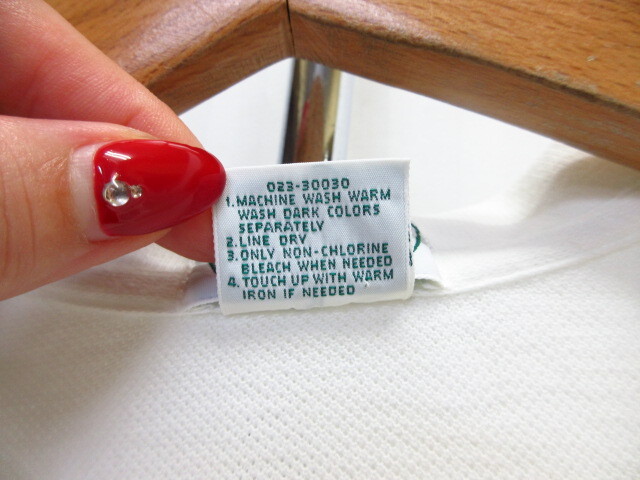 023-30030
1. MACHINE WASH WARM
WASH DARK COLORS
SEPARATELY
2. LINE DRY
3. ONLY NON-CHLORINE
BLEACH WHEN NEEDED
4. TOUCH UP WITH WARM
IRON IF NEEDED